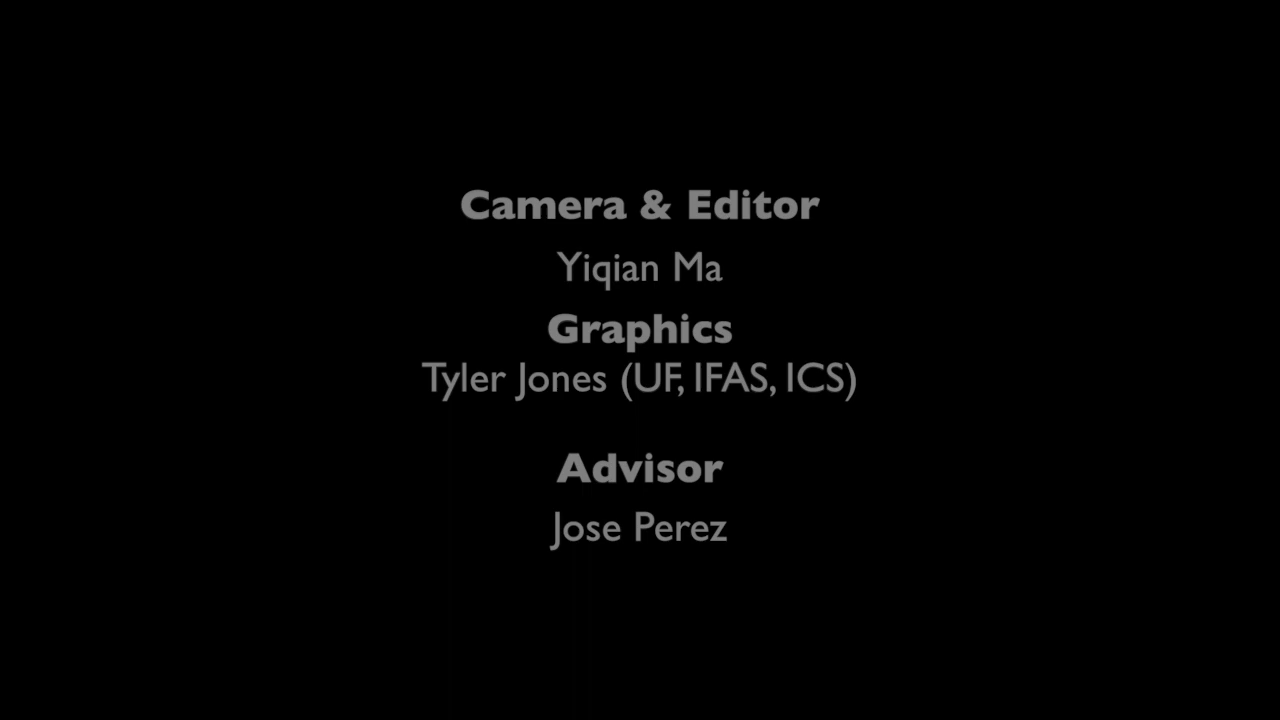 Camera & Editor
Yiqian Ma
Graphics
Tyler Jones (UF, IFAS, ICS)
Advisor
Jose Perez